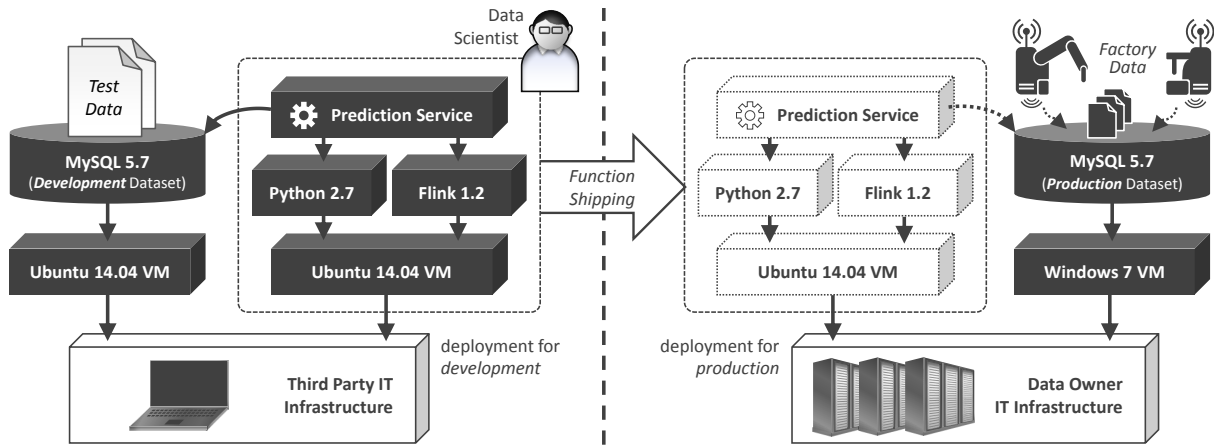 Data
Scientist
Test
Data
Prediction Service
MySQL 5.7
(Development Dataset)
Python 2.7
Flink 1.2
Ubuntu 14.04 VM
Ubuntu 14.04 VM
deployment for
development
Third Party IT
Infrastructure
Function
Shipping
Factory
Data
Prediction Service
MySQL 5.7
(Production Dataset)
Python 2.7
Flink 1.2
Ubuntu 14.04 VM
Windows 7 VM
deployment for
production
Data Owner
IT Infrastructure